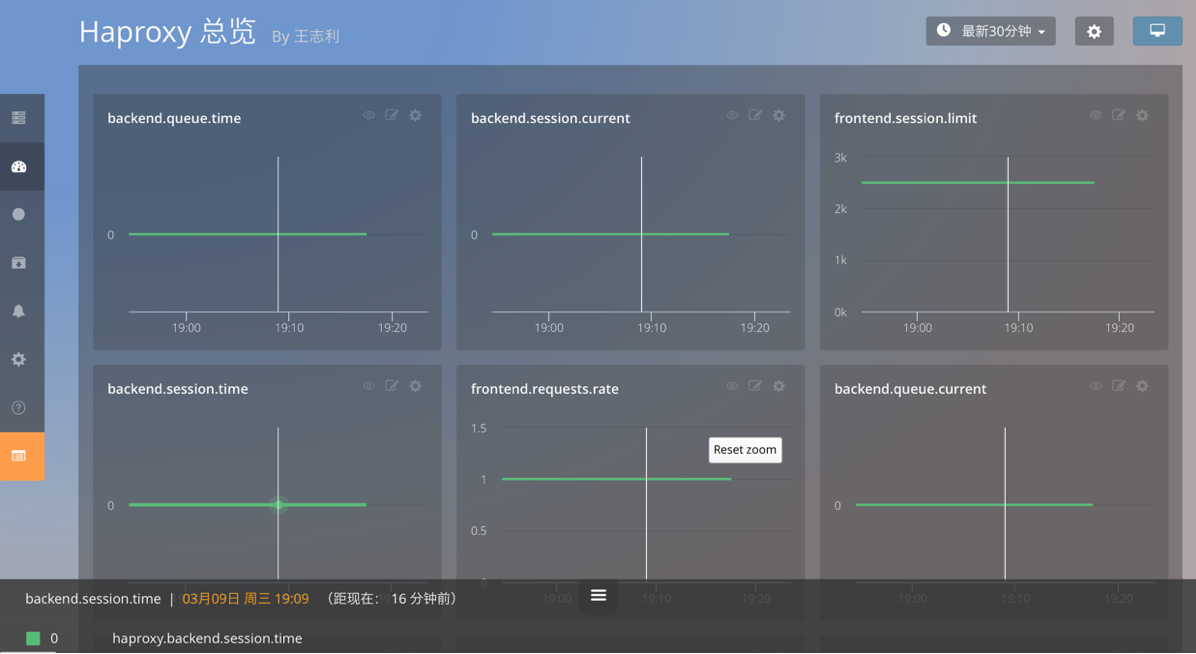 Haproxy 总览 By 王志利
最新30分钟
backend.queue.time
0
19:00 19:10 19:20
backend.session.current
0
19:00 19:10 19:20
frontend.session.limit
3k
2k
1k
0k
19:00 19:10 19:20
backend.session.time
0
frontend.requests.rate
1.5
Reset zoom
1
0.5
0
19:00 19:10 19:20
backend.queue.current
0
19:00 19:10 19:20
backend.session.time | 03月09日 周三 19:09 （距现在： 16 分钟前）
0 haproxy.backend.session.time